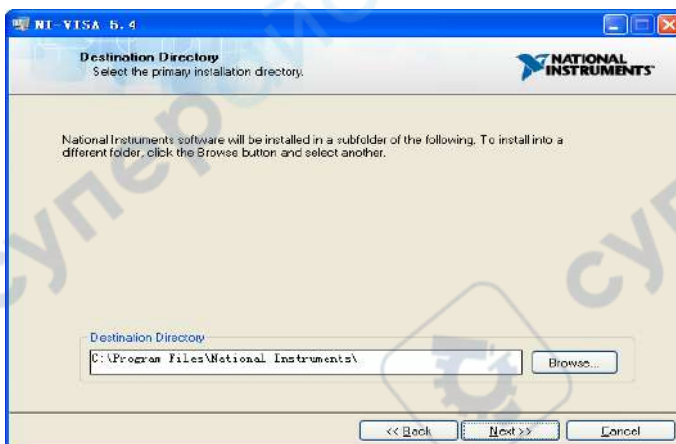 NI-VISA 5.4
Destination Directory
Select the primary installation directory.
NATIONAL
INSTRUMENTS
National Instruments software will be installed in a subfolder of the following. To install into a
different folder, click the Browse button and select another.
Destination Directory
C:\Program Files\National Instruments\
Browse...
<< Back
Next >>
Cancel